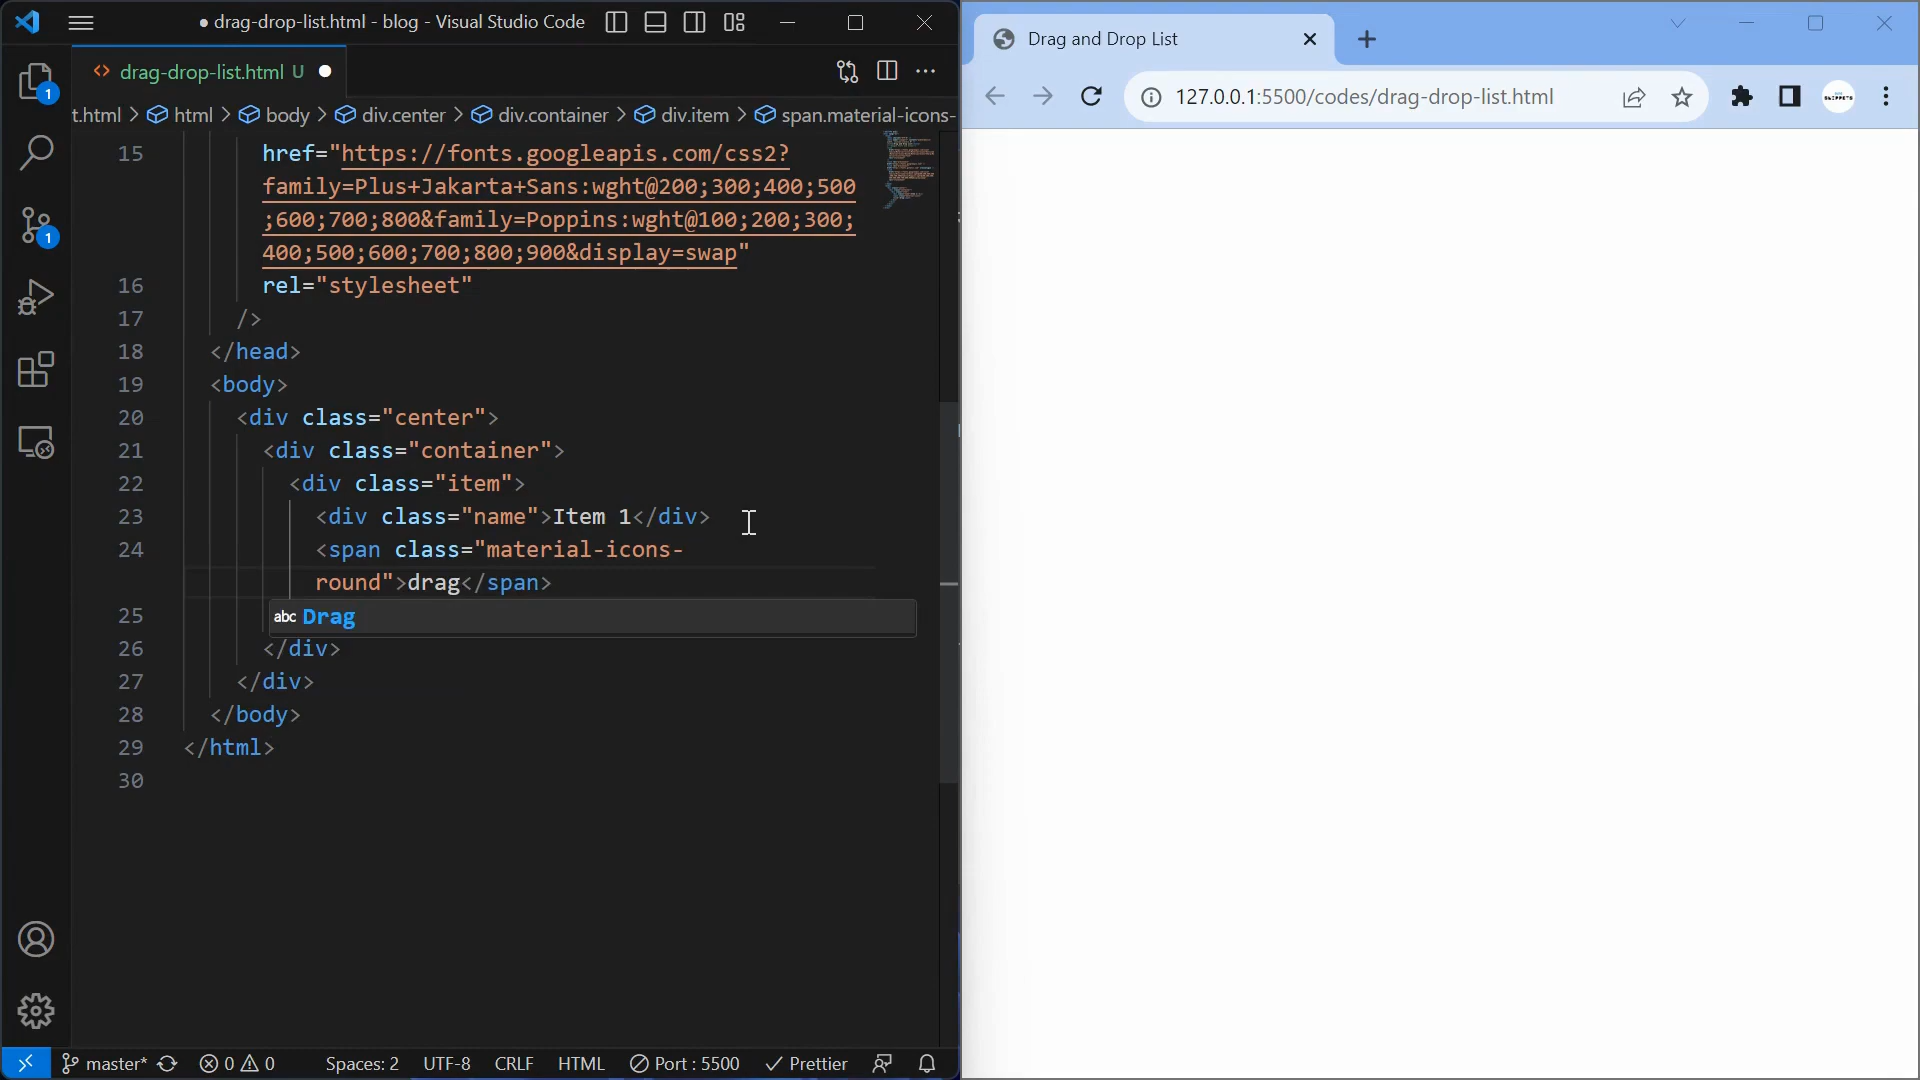 ● drag-drop-list.html - blog - Visual Studio Code
<> drag-drop-list.html U
t.html > html > body > div.center > div.container > div.item > span.material-icons-
15 href="https://fonts.googleapis.com/css2?
family=Plus+Jakarta+Sans:wght@200;300;400;500
;600;700;800&family=Poppins:wght@100;200;300;
400;500;600;700;800;900&display=swap"
16 rel="stylesheet"
17 />
18 </head>
19 <body>
20 <div class="center">
21 <div class="container">
22 <div class="item">
23 <div class="name">Item 1</div>
24 <span class="material-icons-
round">drag</span>
25
abc Drag
26 </div>
27 </div>
28 </body>
29 </html>
30
1
1
master* 0 0 Spaces: 2 UTF-8 CRLF HTML Port : 5500 Prettier
Drag and Drop List
127.0.0.1:5500/codes/drag-drop-list.html